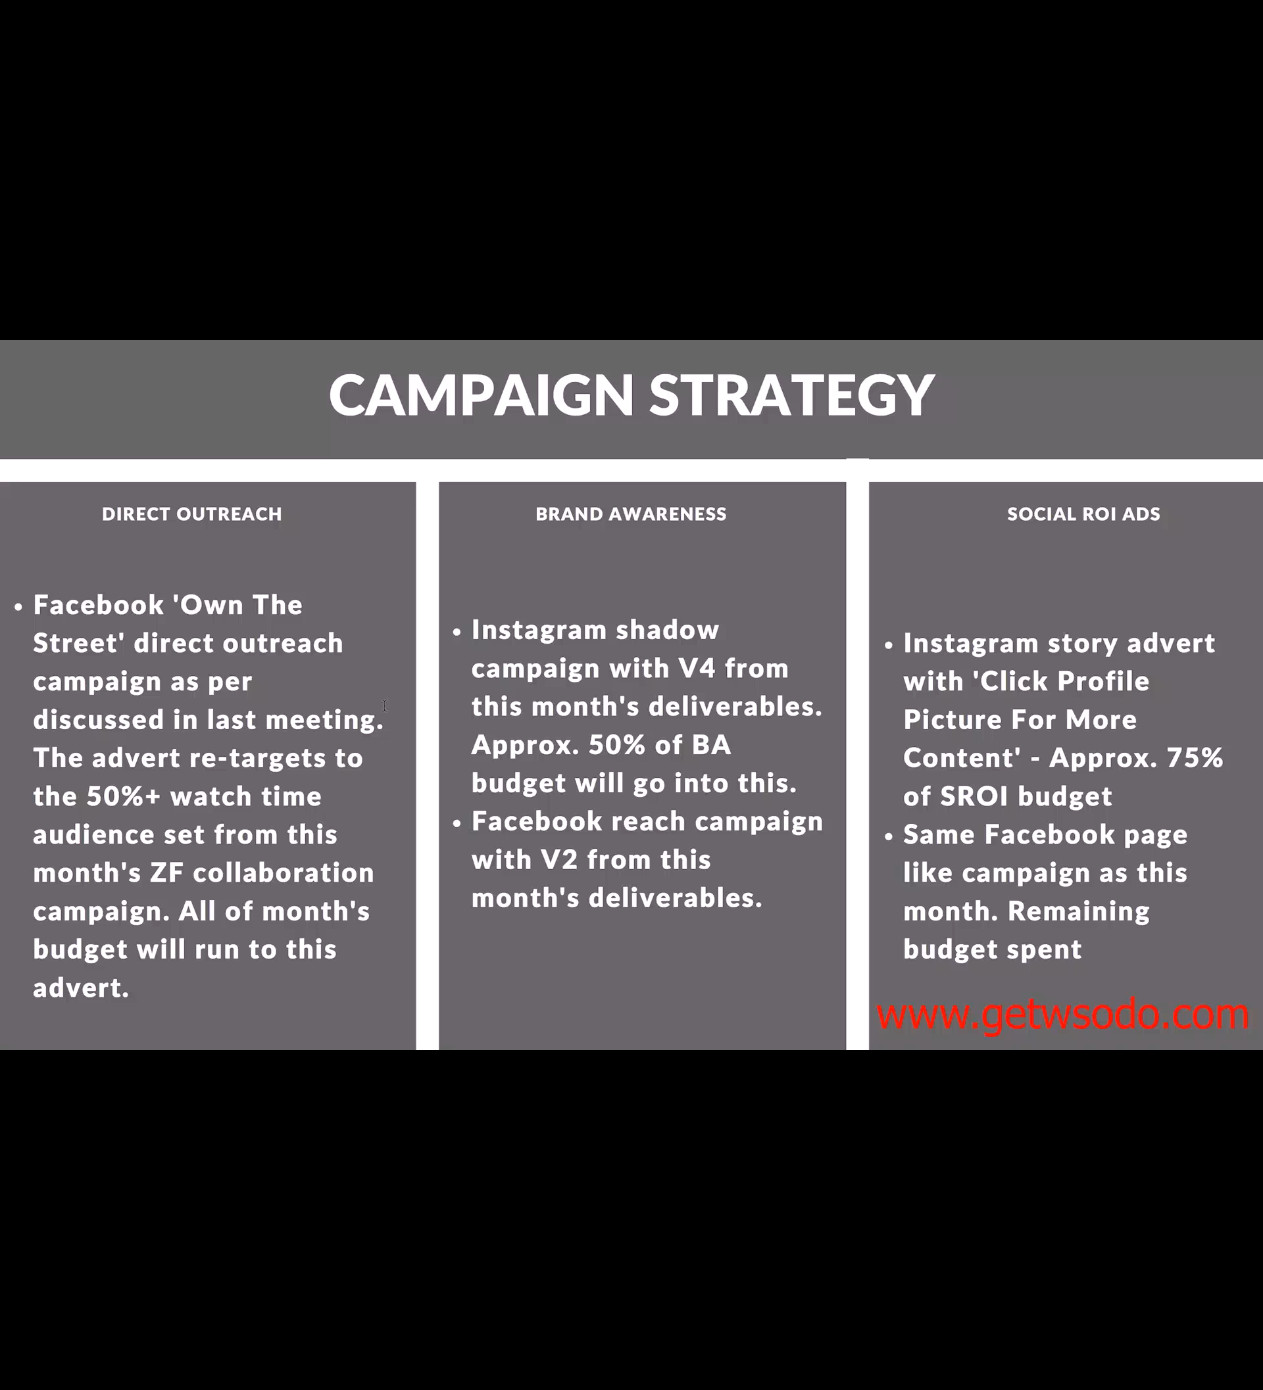 CAMPAIGN STRATEGY
DIRECT OUTREACH
• Facebook 'Own The
Street' direct outreach
campaign as per
discussed in last meeting.
The advert re-targets to
the 50%+ watch time
audience set from this
month's ZF collaboration
campaign. All of month's
budget will run to this
advert.
BRAND AWARENESS
• Instagram shadow
campaign with V4 from
this month's deliverables.
Approx. 50% of BA
budget will go into this.
• Facebook reach campaign
with V2 from this
month's deliverables.
SOCIAL ROI ADS
• Instagram story advert
with 'Click Profile
Picture For More
Content' - Approx. 75%
of SROI budget
• Same Facebook page
like campaign as this
month. Remaining
budget spent
www.getwsodo.com